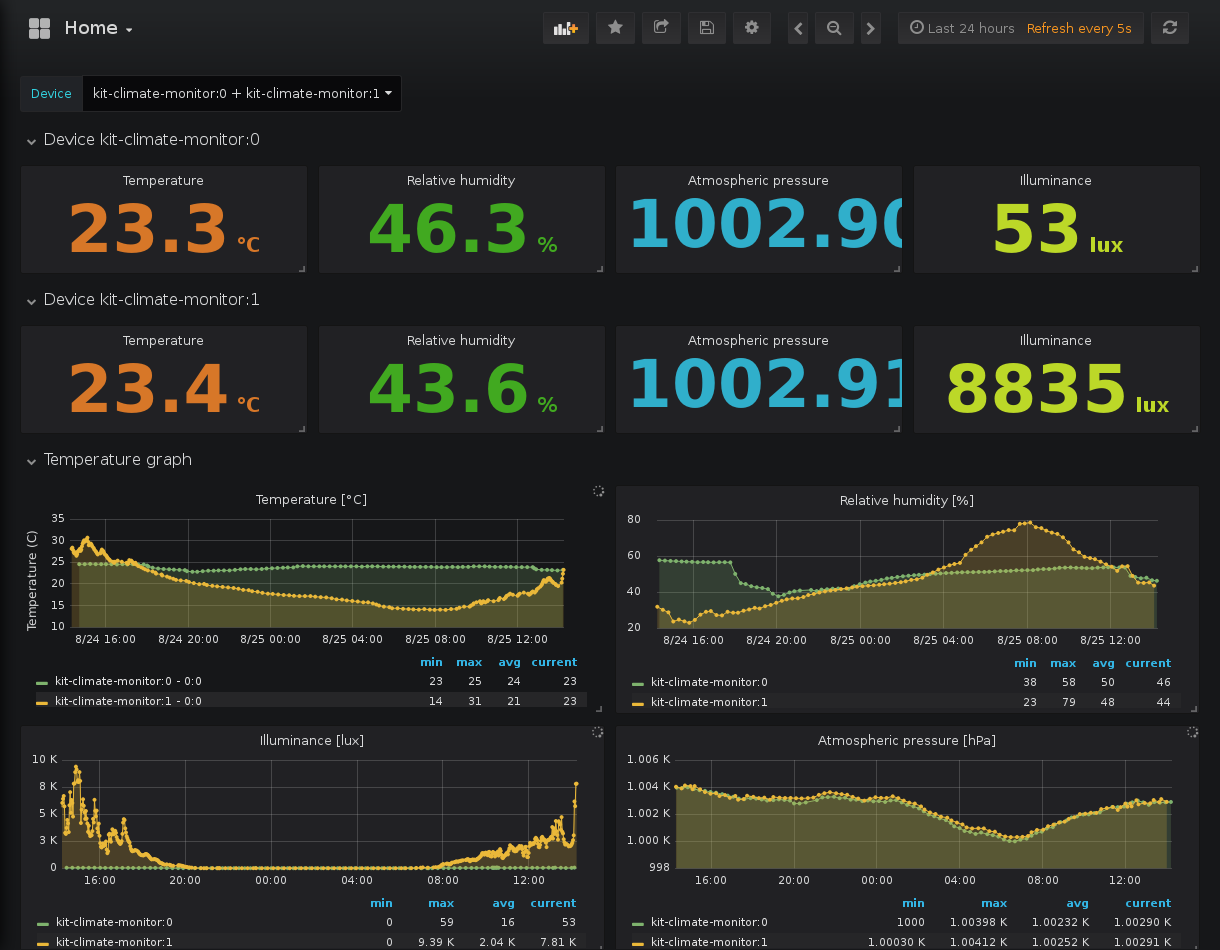 Home
Last 24 hours Refresh every 5s
Device kit-climate-monitor:0 + kit-climate-monitor:1
Device kit-climate-monitor:0
Temperature Relative humidity Atmospheric pressure Illuminance
23.3 °C 46.3 % 1002.90 53 lux
Device kit-climate-monitor:1
Temperature Relative humidity Atmospheric pressure Illuminance
23.4 °C 43.6 % 1002.91 8835 lux
Temperature graph
Temperature [°C]
Temperature (C)
35
30
25
20
15
10
8/24 16:00 8/24 20:00 8/25 00:00 8/25 04:00 8/25 08:00 8/25 12:00
min max avg current
kit-climate-monitor:0 - 0:0 23 25 24 23
kit-climate-monitor:1 - 0:0 14 31 21 23
Relative humidity [%]
80
60
40
20
8/24 16:00 8/24 20:00 8/25 00:00 8/25 04:00 8/25 08:00 8/25 12:00
min max avg current
kit-climate-monitor:0 38 58 50 46
kit-climate-monitor:1 23 79 48 44
Illuminance [lux]
10 K
8 K
5 K
3 K
0
16:00 20:00 00:00 04:00 08:00 12:00
min max avg current
kit-climate-monitor:0 0 59 16 53
kit-climate-monitor:1 0 9.39 K 2.04 K 7.81 K
Atmospheric pressure [hPa]
1.006 K
1.004 K
1.002 K
1.000 K
998
16:00 20:00 00:00 04:00 08:00 12:00
min max avg current
kit-climate-monitor:0 1000 1.00398 K 1.00232 K 1.00290 K
kit-climate-monitor:1 1.00030 K 1.00412 K 1.00252 K 1.00291 K